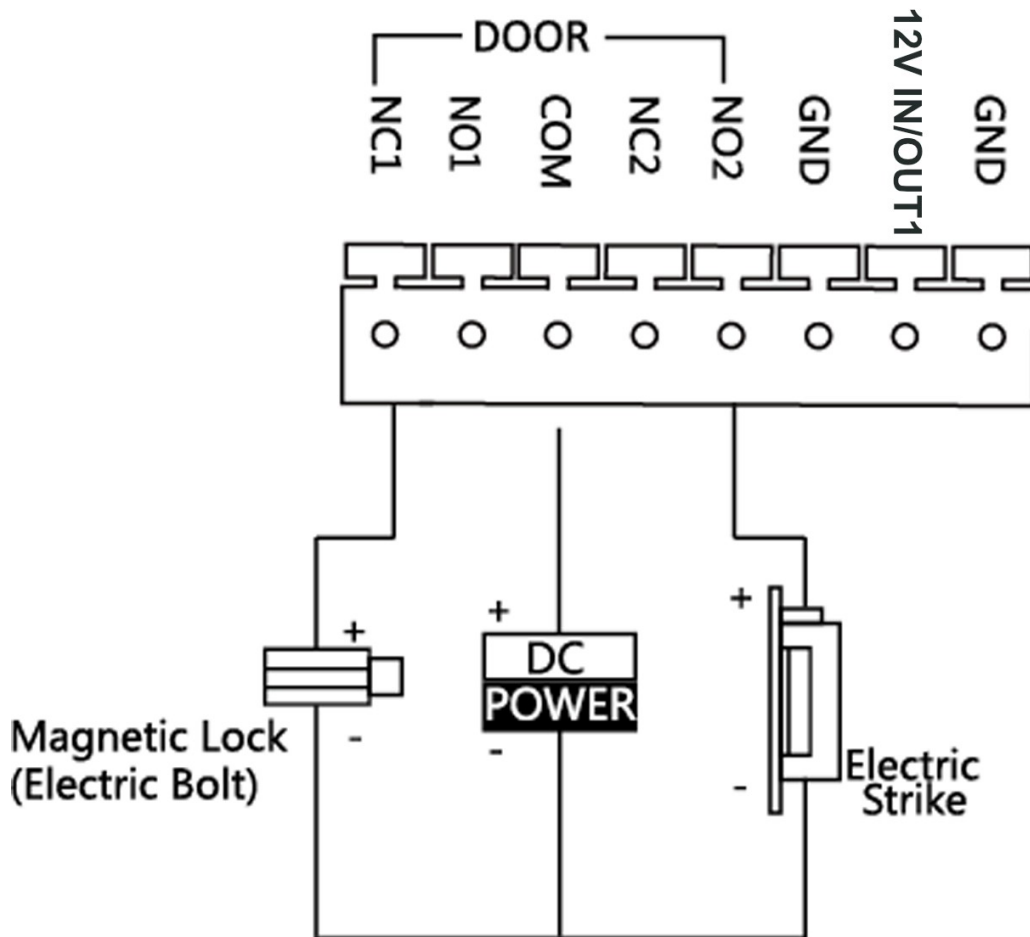 DOOR
NC1
NO1
COM
NC2
NO2
GND
12V IN/OUT1
GND
+
-
Magnetic Lock
(Electric Bolt)
+
DC
POWER
-
+
-
Electric
Strike